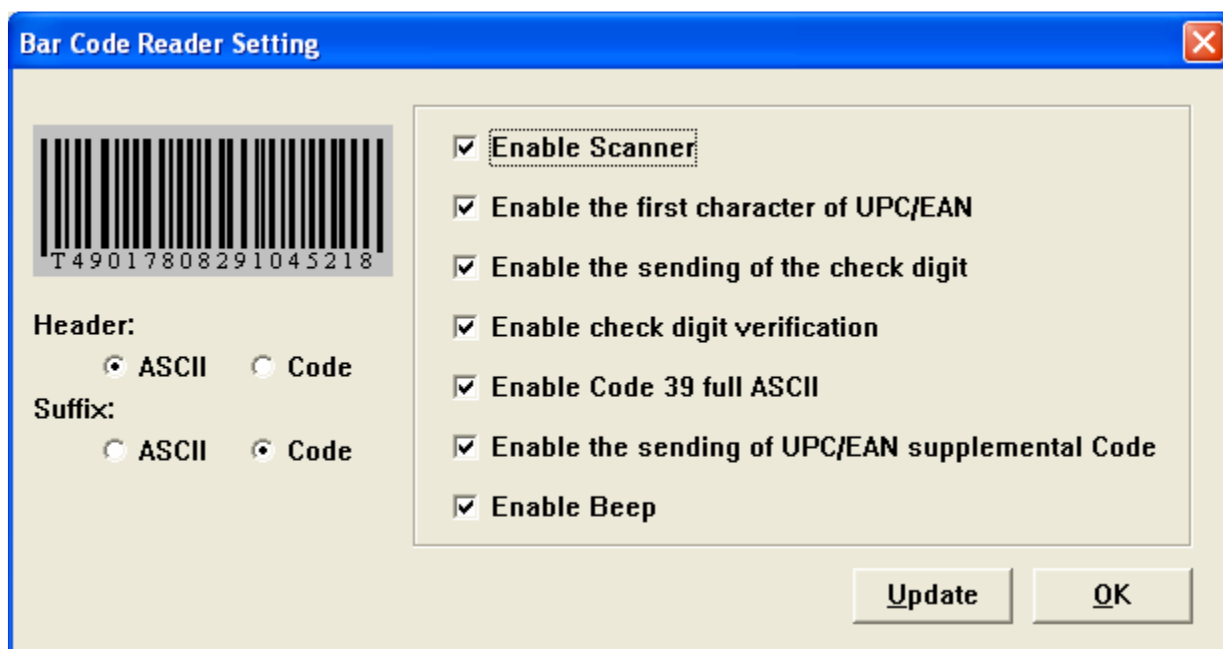 Bar Code Reader Setting
T49017808291045218
Header:
ASCII Code
Suffix:
ASCII Code
Enable Scanner
Enable the first character of UPC/EAN
Enable the sending of the check digit
Enable check digit verification
Enable Code 39 full ASCII
Enable the sending of UPC/EAN supplemental Code
Enable Beep
Update OK